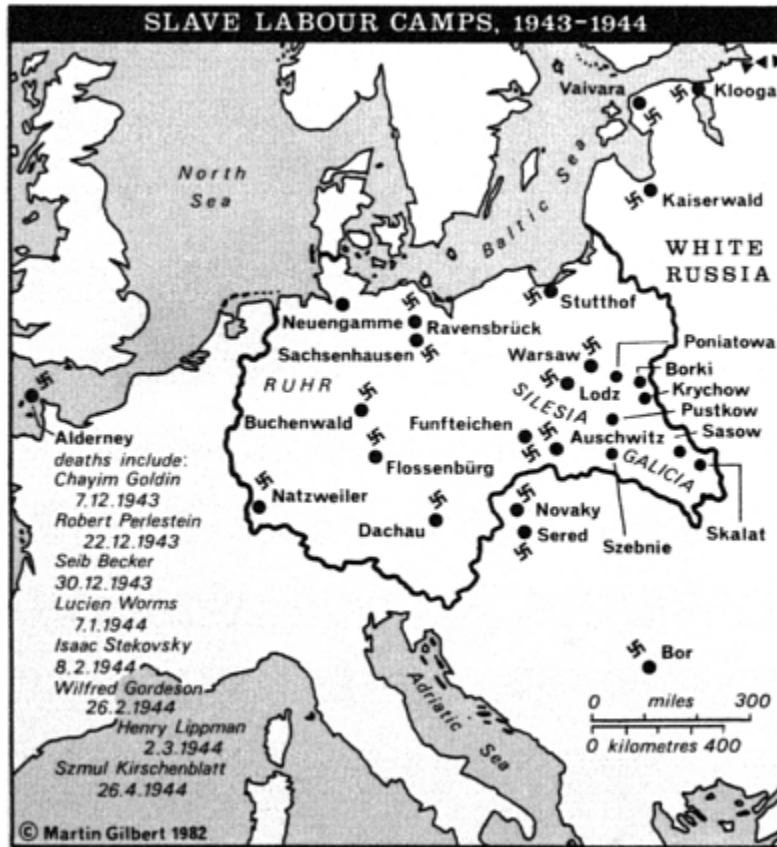 SLAVE LABOUR CAMPS, 1943-1944
Vaivara
Klooga
North
Sea
Baltic Sea
Kaiserwald
WHITE
RUSSIA
Stutthof
Neuengamme
Ravensbrück
Sachsenhausen
Warsaw
Poniatowa
Borki
Krychow
RUHR
Lodz
SILESIA
Pustkow
Buchenwald
Funfteichen
Auschwitz
Sasow
Alderney
deaths include:
Chayim Goldin
7.12.1943
Robert Perlestein
22.12.1943
Seib Becker
30.12.1943
Lucien Worms
7.1.1944
Isaac Stekovsky
8.2.1944
Wilfred Gordeson
26.2.1944
Henry Lippman
2.3.1944
Szmul Kirschenblatt
26.4.1944
Flossenbürg
GALICIA
Natzweiler
Dachau
Novaky
Sered
Szebnie
Skalat
Bor
Adriatic Sea
0 miles 300
0 kilometres 400
© Martin Gilbert 1982